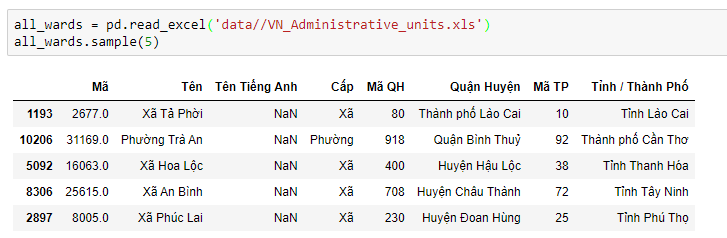 all_wards = pd.read_excel('data//VN_Administrative_units.xls')
all_wards.sample(5)
Mã Tên Tên Tiếng Anh Cấp Mã QH Quận Huyện Mã TP Tỉnh / Thành Phố
1193 2677.0 Xã Tả Phời NaN Xã 80 Thành phố Lào Cai 10 Tỉnh Lào Cai
10206 31169.0 Phường Trà An NaN Phường 918 Quận Bình Thuỷ 92 Thành phố Cần Thơ
5092 16063.0 Xã Hoa Lộc NaN Xã 400 Huyện Hậu Lộc 38 Tỉnh Thanh Hóa
8306 25615.0 Xã An Bình NaN Xã 708 Huyện Châu Thành 72 Tỉnh Tây Ninh
2897 8005.0 Xã Phúc Lai NaN Xã 230 Huyện Đoan Hùng 25 Tỉnh Phú Thọ